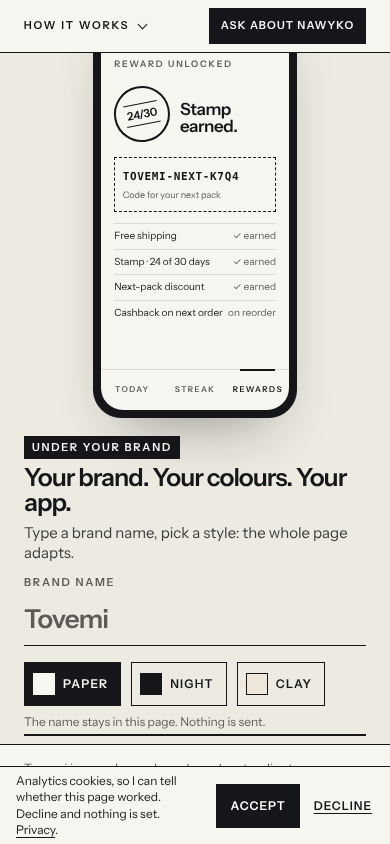 HOW IT WORKS
ASK ABOUT NAWYKO
REWARD UNLOCKED
24/30
Stamp
earned.
TOVEMI-NEXT-K7Q4
Code for your next pack
Free shipping ✓ earned
Stamp · 24 of 30 days ✓ earned
Next-pack discount ✓ earned
Cashback on next order on reorder
TODAY STREAK REWARDS
UNDER YOUR BRAND
Your brand. Your colours. Your
app.
Type a brand name, pick a style: the whole page
adapts.
BRAND NAME
Tovemi
PAPER NIGHT CLAY
The name stays in this page. Nothing is sent.
Analytics cookies, so I can tell
whether this page worked.
Decline and nothing is set.
Privacy.
ACCEPT
DECLINE